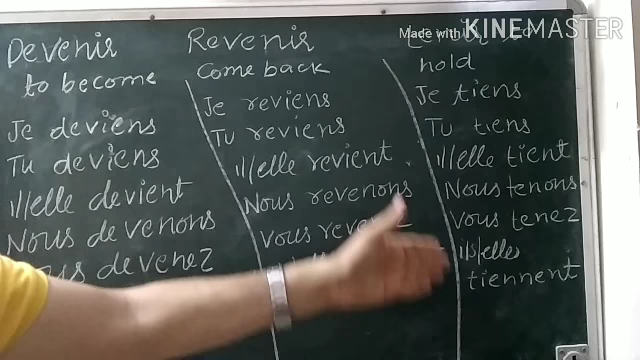 Devenir
to become
Je deviens
Tu deviens
Il/elle devient
Nous devenons
devenez
Revenir
Come back
Je reviens
Tu reviens
Il/elle revient
Nous revenons
Vous
hold
Je tiens
Tu tiens
Il/elle tient
Nous tenons
Vous tenez
Ils/elles
tiennent
Made with KINEMASTER